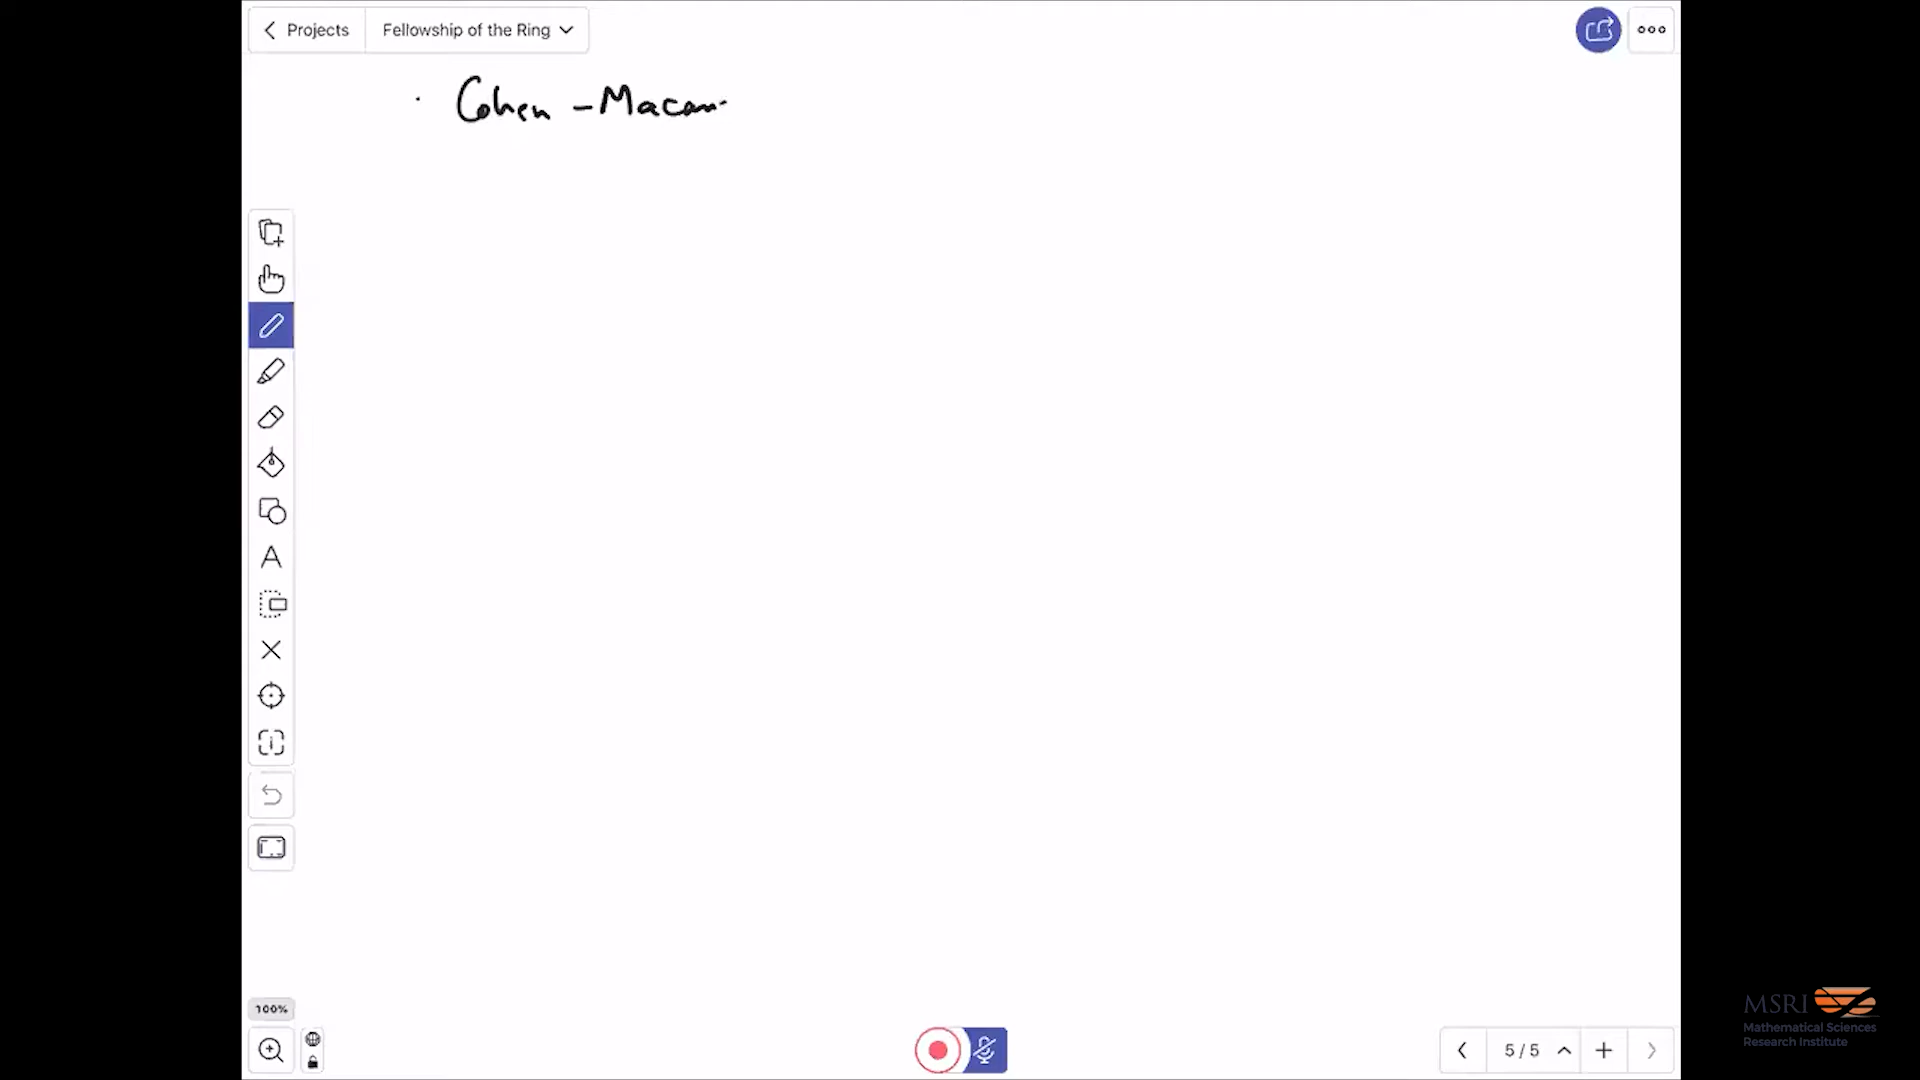 Projects
Fellowship of the Ring
Cohen - Macau
A
100%
5/5
MSRI
Mathematical Sciences
Research Institute